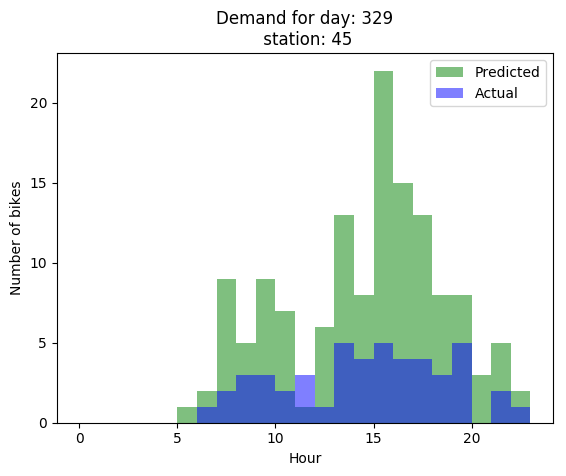 Demand for day: 329
station: 45
Predicted
Actual
Number of bikes
20
15
10
5
0
0
5
10
15
20
Hour